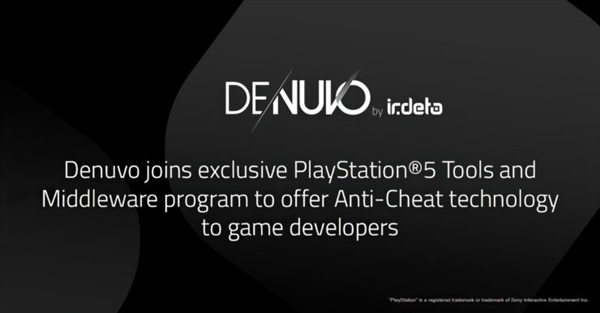 DENUVO by irdeto
Denuvo joins exclusive PlayStation®5 Tools and
Middleware program to offer Anti-Cheat technology
to game developers
"PlayStation" is a registered trademark or trademark of Sony Interactive Entertainment Inc.